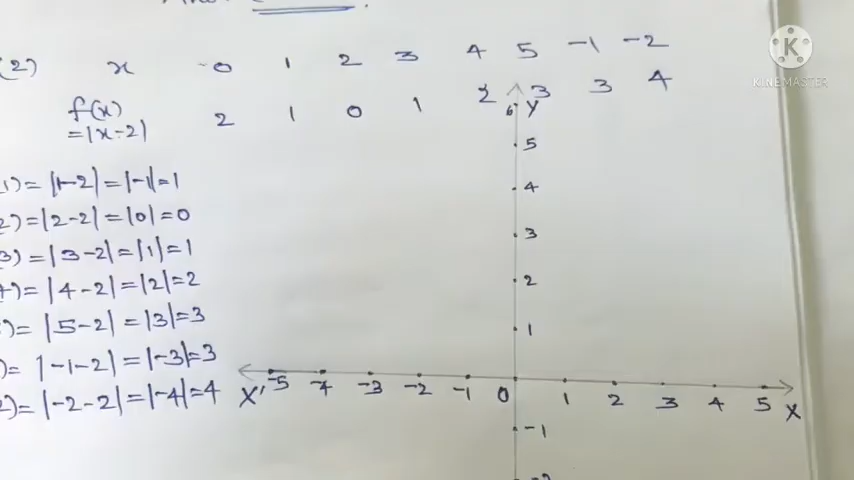 (2) x 0 1 2 3 4 5 -1 -2
f(x) = |x-2| 2 1 0 1 2 3 3 4
1) = |1-2| = |-1| = 1
2) = |2-2| = |0| = 0
3) = |3-2| = |1| = 1
4) = |4-2| = |2| = 2
) = |5-2| = |3| = 3
) = |-1-2| = |-3| = 3
2) = |-2-2| = |-4| = 4
6 Y
5
4
3
2
1
X' -5 -4 -3 -2 -1 0 1 2 3 4 5 X
-1
-2
K
KINEMASTER